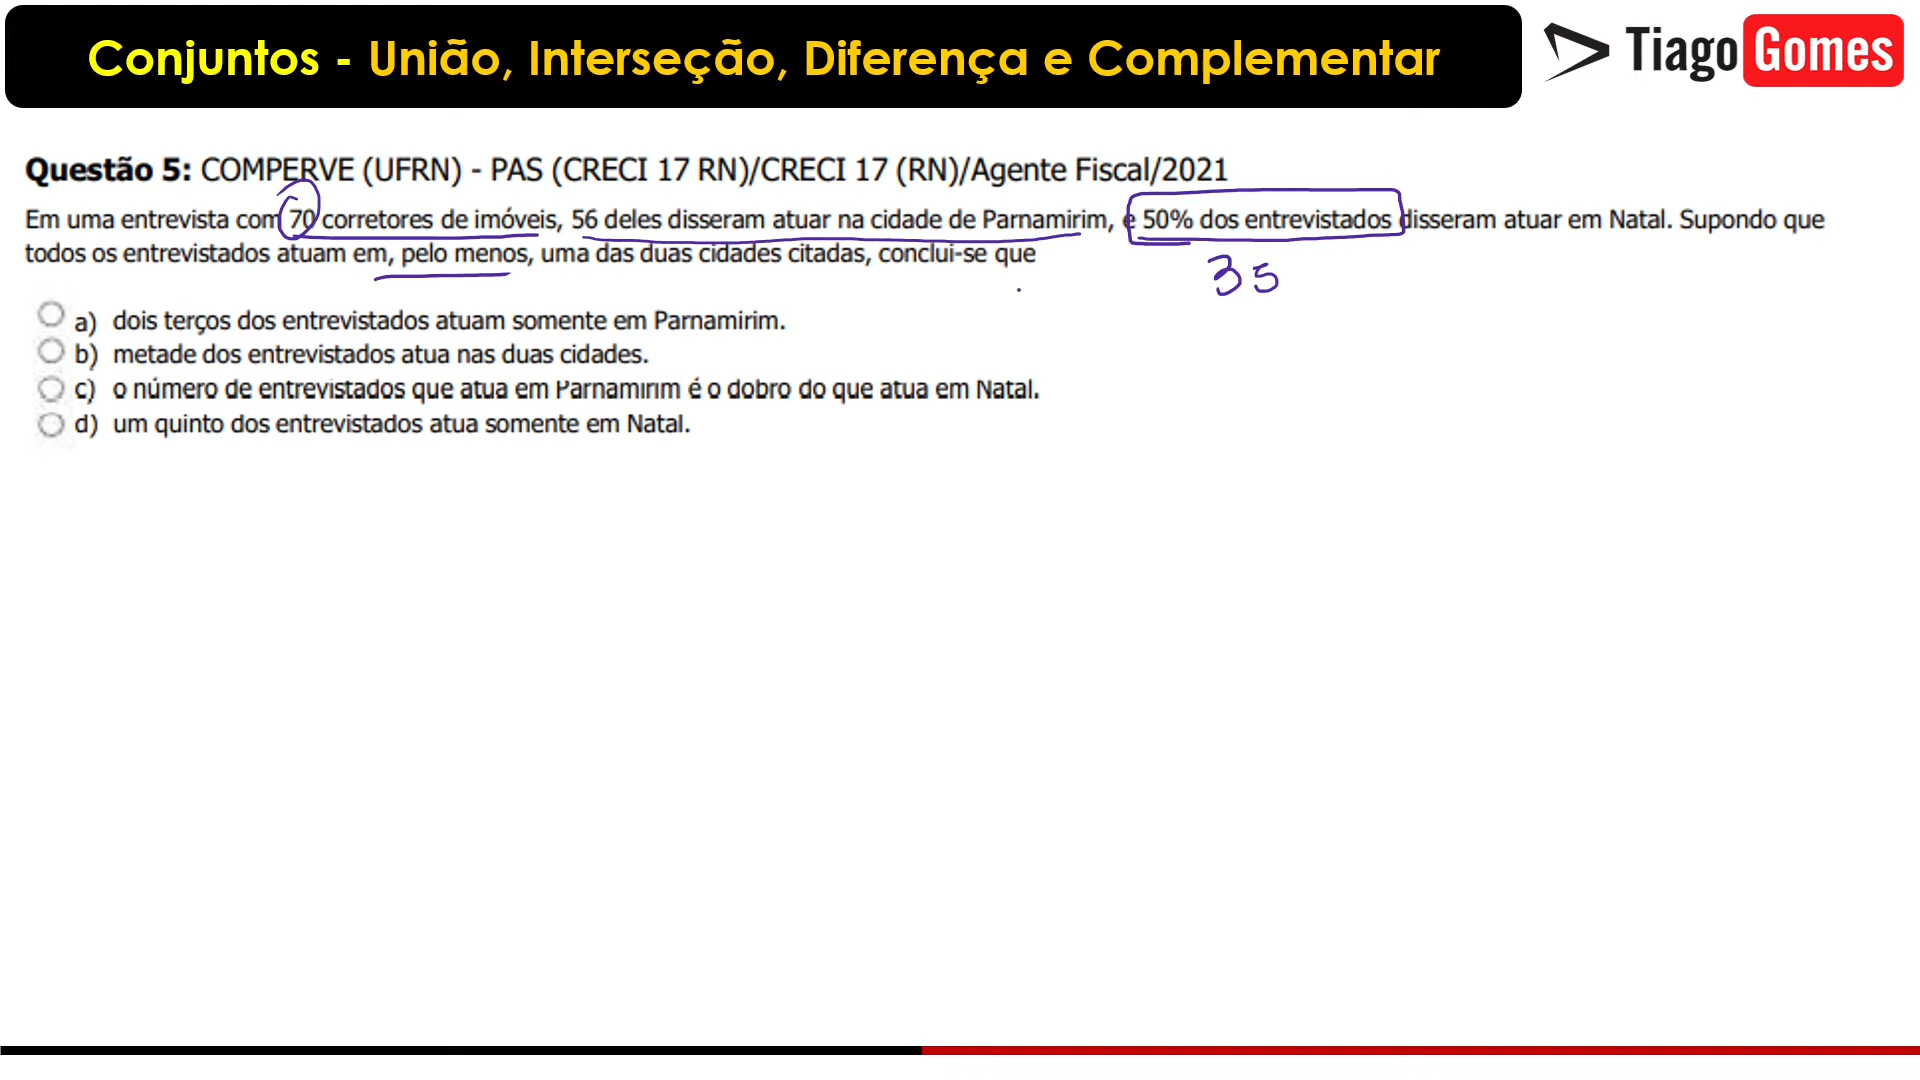 Conjuntos - União, Interseção, Diferença e Complementar
Tiago Gomes
Questão 5: COMPERVE (UFRN) - PAS (CRECI 17 RN)/CRECI 17 (RN)/Agente Fiscal/2021
Em uma entrevista com 70 corretores de imóveis, 56 deles disseram atuar na cidade de Parnamirim, e 50% dos entrevistados disseram atuar em Natal. Supondo que
todos os entrevistados atuam em, pelo menos, uma das duas cidades citadas, conclui-se que
35
a) dois terços dos entrevistados atuam somente em Parnamirim.
b) metade dos entrevistados atua nas duas cidades.
c) o número de entrevistados que atua em Parnamirim é o dobro do que atua em Natal.
d) um quinto dos entrevistados atua somente em Natal.